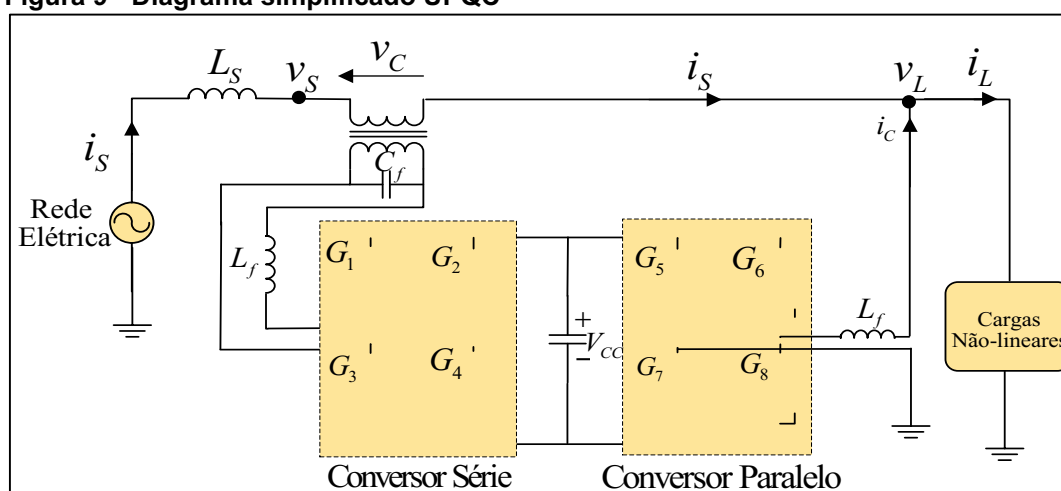 Figura 9 - Diagrama simplificado UPQC
L_S
v_S
v_C
i_S
v_L
i_L
i_S
i_C
C_f
Rede
Elétrica
L_f
G_1
G_2
G_3
G_4
+
V_CC
−
G_5
G_6
G_7
G_8
L_f
Cargas
Não-lineares
Conversor Série
Conversor Paralelo